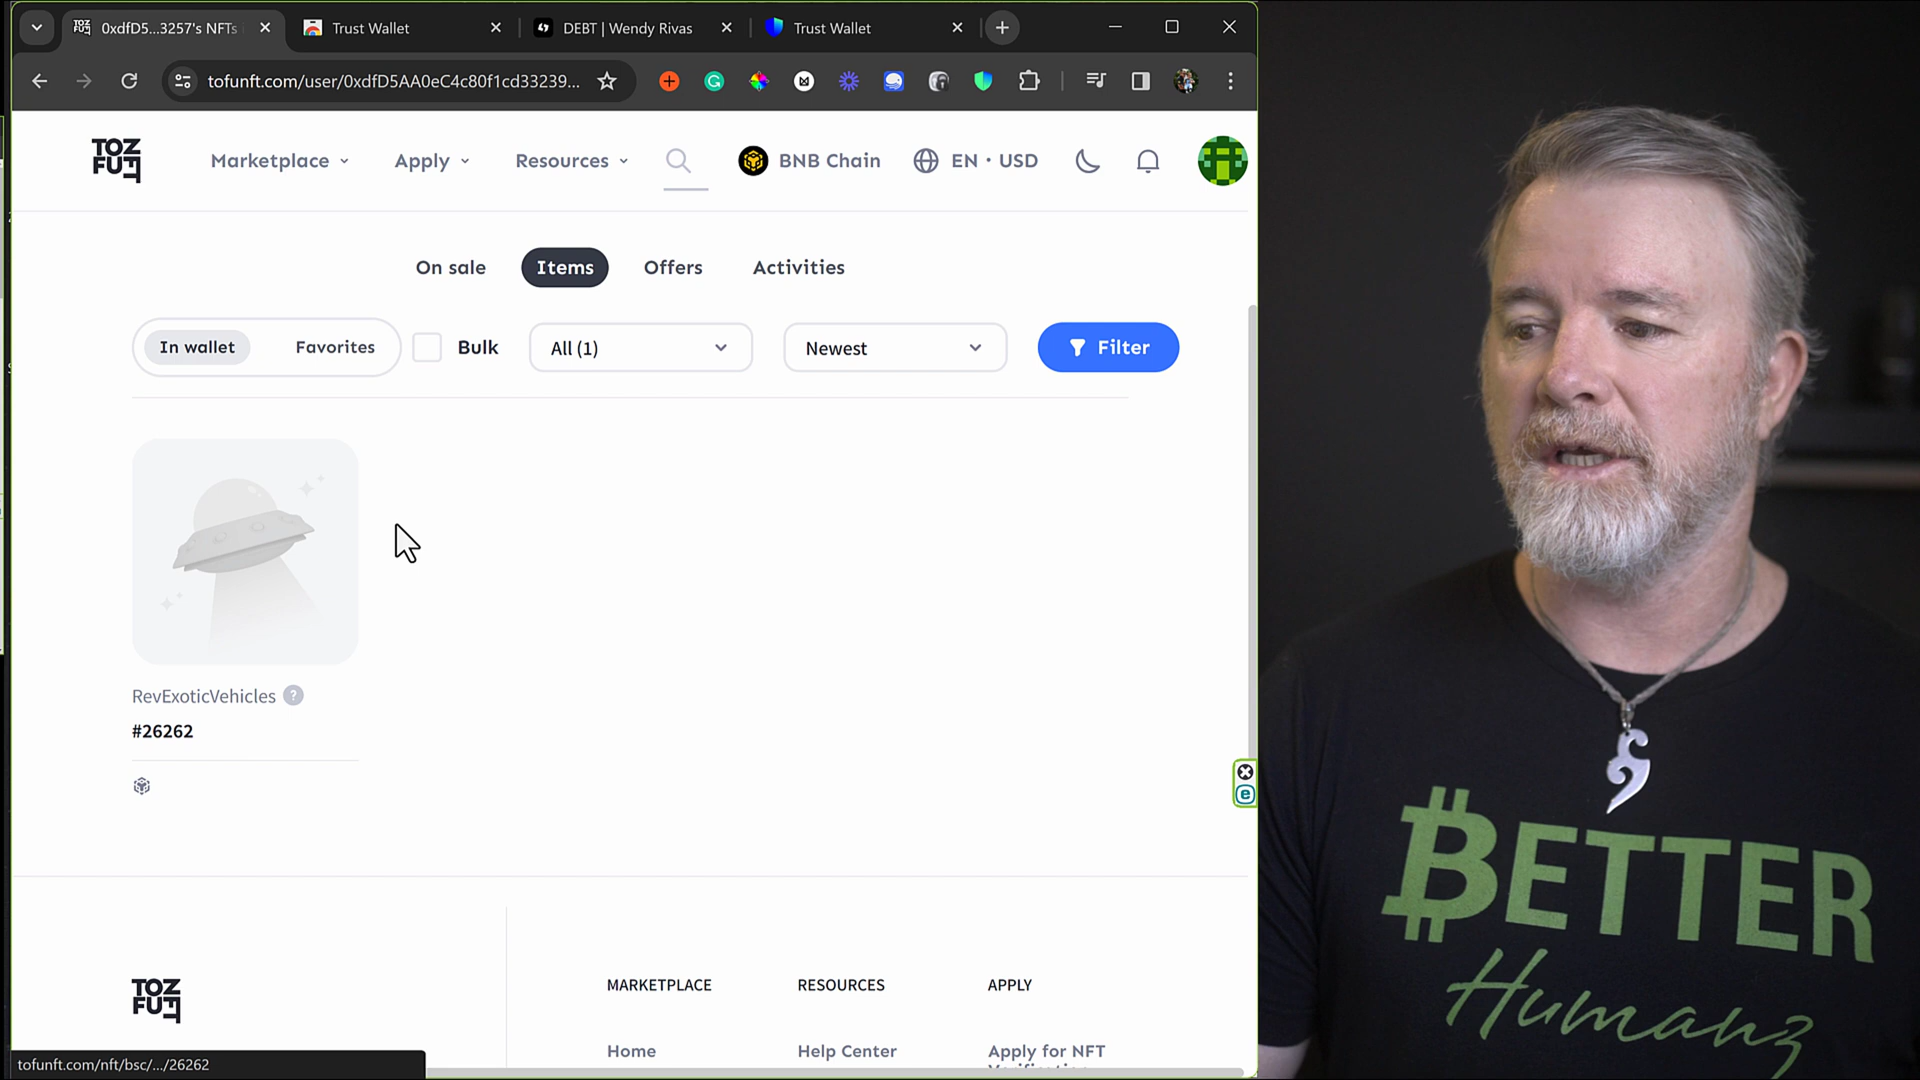 0xdfD5...3257's NFTs
Trust Wallet
DEBT | Wendy Rivas
Trust Wallet
tofunft.com/user/0xdfD5AA0eC4c80f1cd33239...
TOZ
FU
Marketplace
Apply
Resources
BNB Chain
EN • USD
On sale
Items
Offers
Activities
In wallet
Favorites
Bulk
All (1)
Newest
Filter
RevExoticVehicles ?
#26262
TOZ
FU
MARKETPLACE
RESOURCES
APPLY
Home
Help Center
Apply for NFT
Verification
tofunft.com/nft/bsc/.../26262
₿ETTER
Humanz